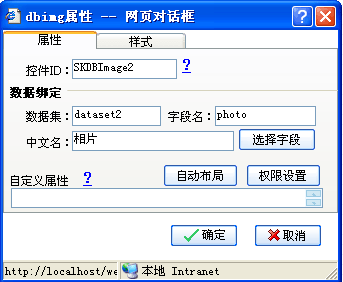 dbimg属性 -- 网页对话框
属性 样式
控件ID: SKDBImage2 ?
数据绑定
数据集: dataset2 字段名: photo
中文名: 相片 选择字段
自定义属性 ? 自动布局 权限设置
确定 取消
http://localhost/we 本地 Intranet